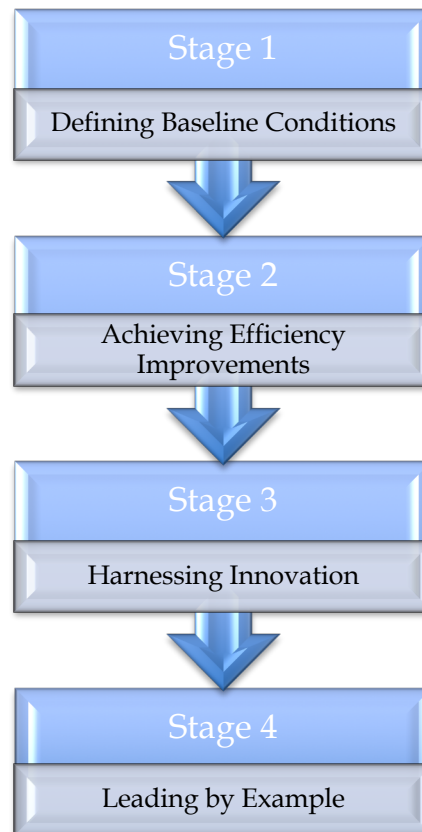 Stage 1
Defining Baseline Conditions
Stage 2
Achieving Efficiency
Improvements
Stage 3
Harnessing Innovation
Stage 4
Leading by Example